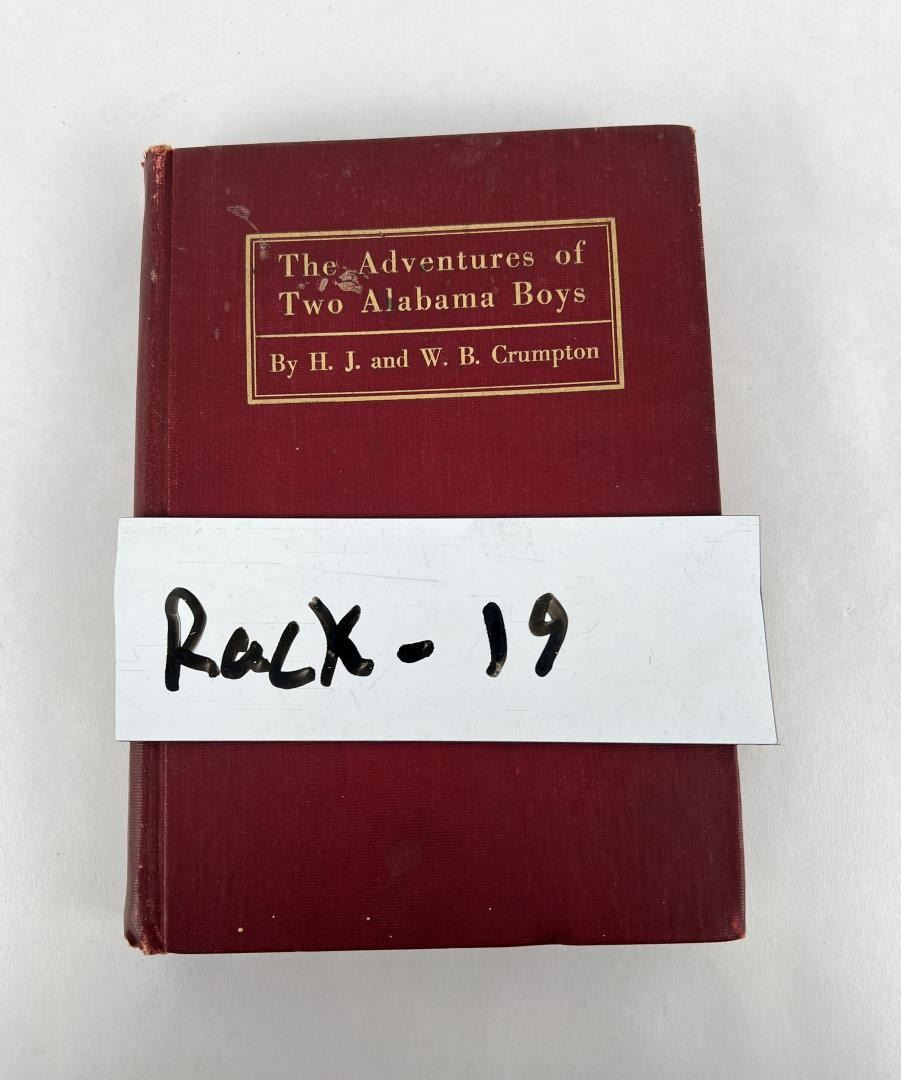 The Adventures of
Two Alabama Boys
By H. J. and W. B. Crumpton
Rack - 19